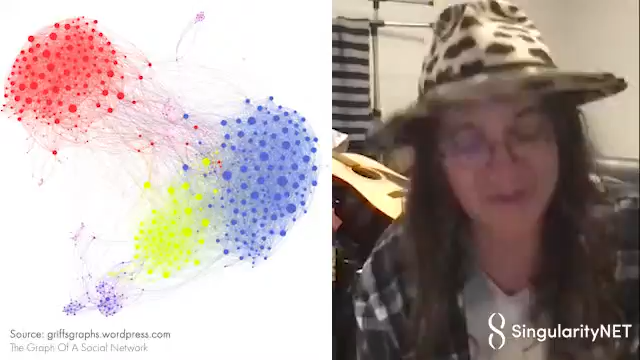 Source: griffsgraphs.wordpress.com
The Graph Of A Social Network
SingularityNET